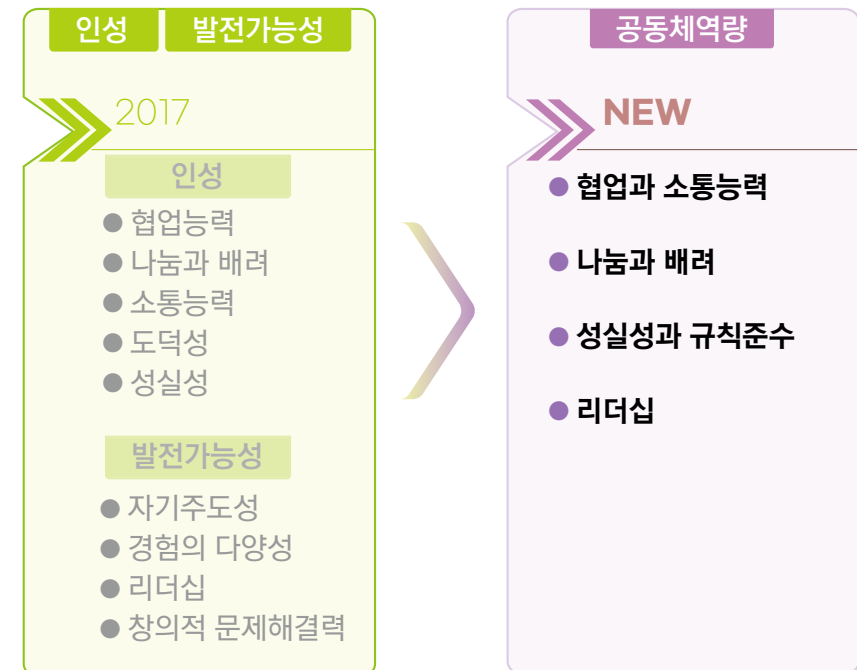 인성
발전가능성
2017
인성
● 협업능력
● 나눔과 배려
● 소통능력
● 도덕성
● 성실성
발전가능성
● 자기주도성
● 경험의 다양성
● 리더십
● 창의적 문제해결력
공동체역량
NEW
● 협업과 소통능력
● 나눔과 배려
● 성실성과 규칙준수
● 리더십